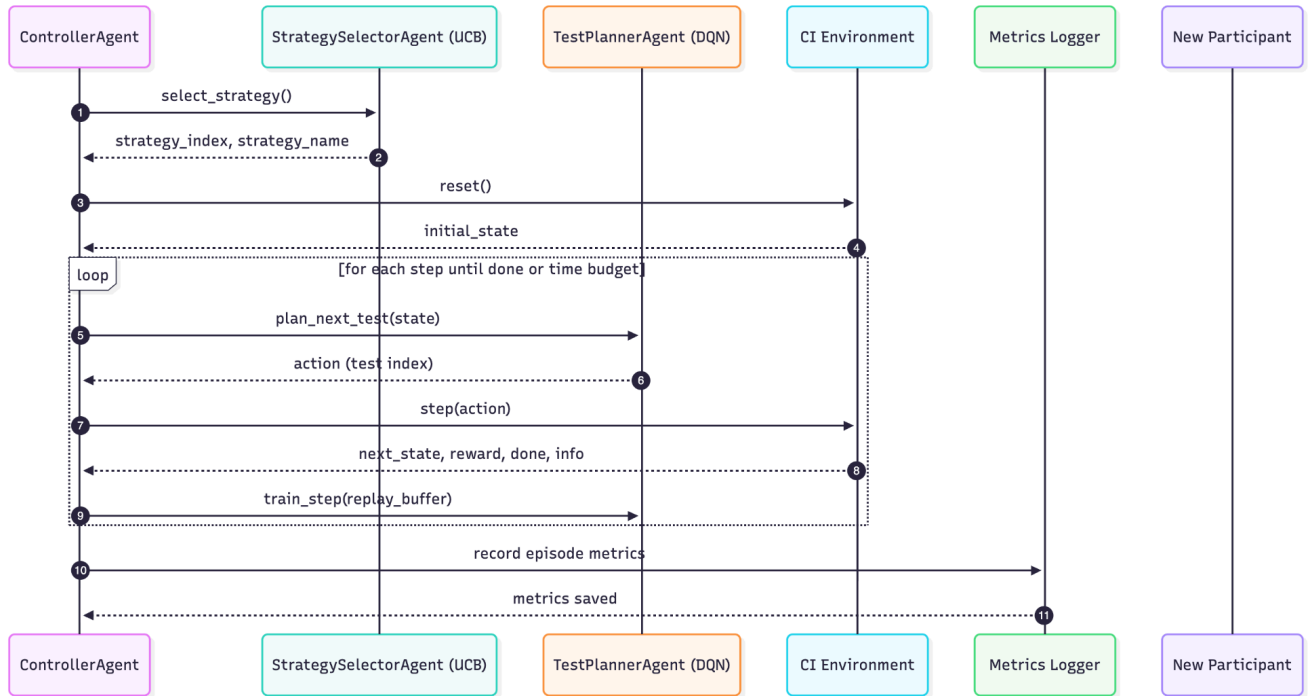 ControllerAgent
StrategySelectorAgent (UCB)
TestPlannerAgent (DQN)
CI Environment
Metrics Logger
New Participant
select_strategy()
1
strategy_index, strategy_name
2
reset()
3
initial_state
4
loop
[for each step until done or time budget]
plan_next_test(state)
5
action (test index)
6
step(action)
7
next_state, reward, done, info
8
train_step(replay_buffer)
9
record episode metrics
10
metrics saved
11
ControllerAgent
StrategySelectorAgent (UCB)
TestPlannerAgent (DQN)
CI Environment
Metrics Logger
New Participant